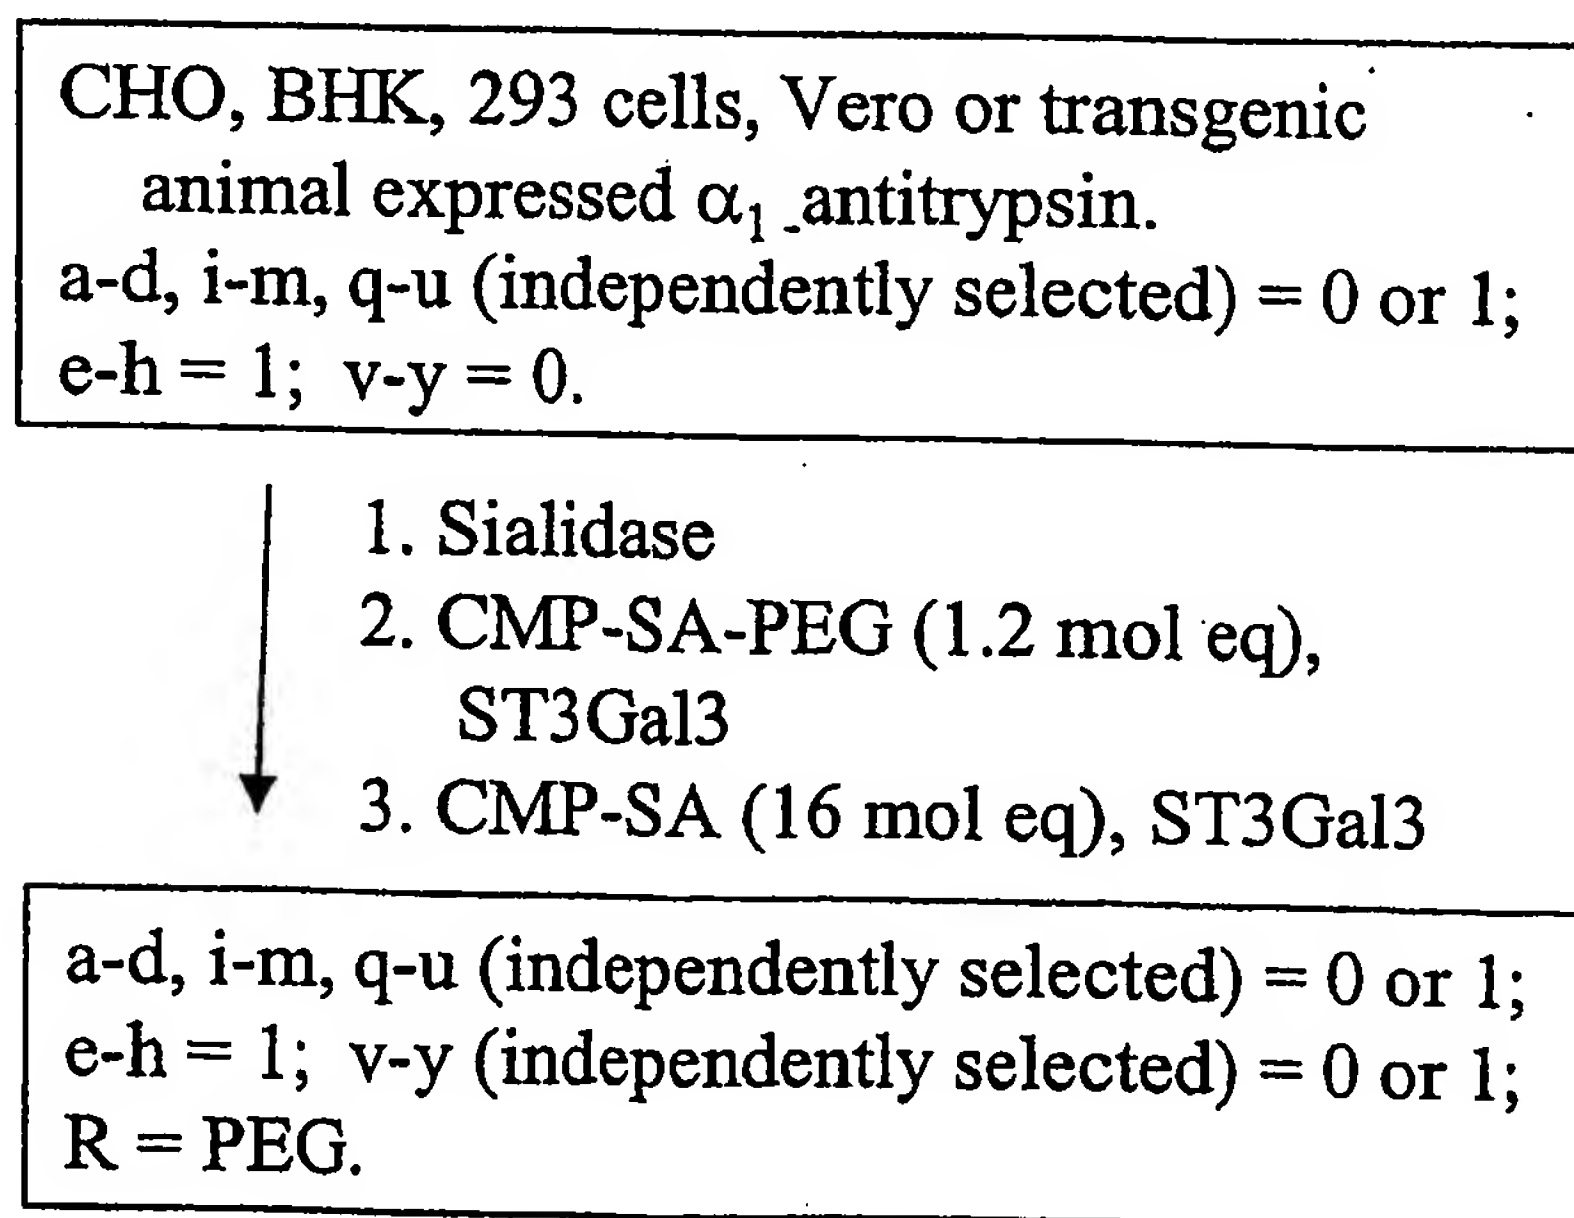 CHO, BHK, 293 cells, Vero or transgenic
animal expressed α₁ -antitrypsin.
a-d, i-m, q-u (independently selected) = 0 or 1;
e-h = 1; v-y = 0.
1. Sialidase
2. CMP-SA-PEG (1.2 mol eq),
ST3Gal3
3. CMP-SA (16 mol eq), ST3Gal3
a-d, i-m, q-u (independently selected) = 0 or 1;
e-h = 1; v-y (independently selected) = 0 or 1;
R = PEG.